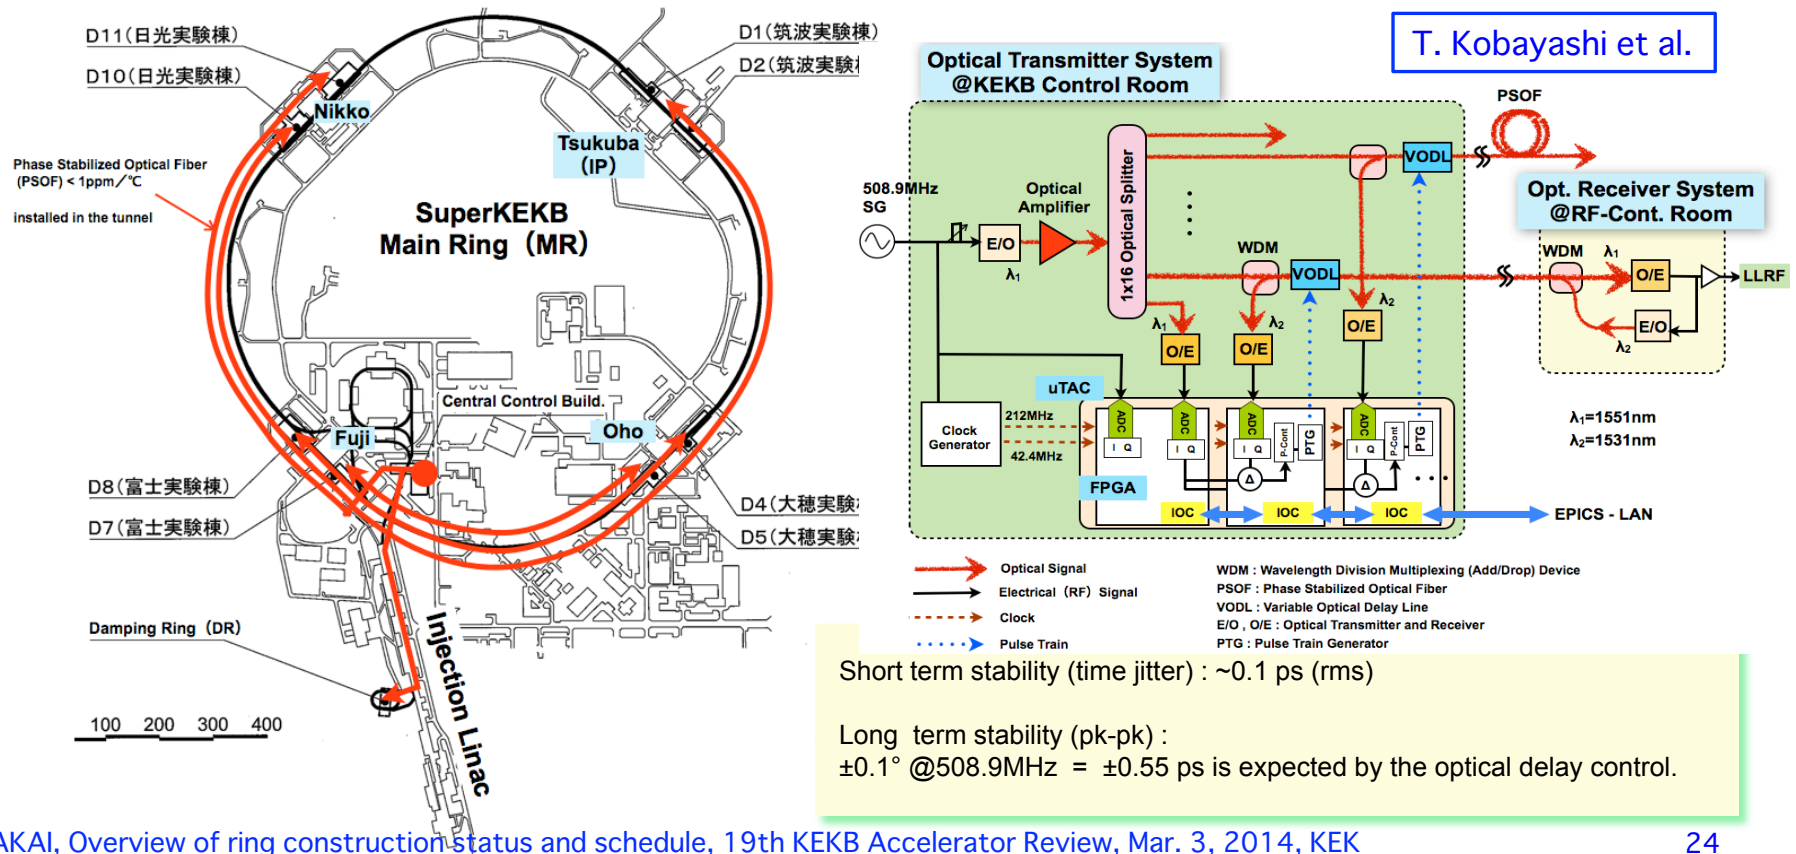 D11(日光実験棟)
D10(日光実験棟)
Nikko
D1(筑波実験棟)
D2(筑波実験
Tsukuba
(IP)
Phase Stabilized Optical Fiber
(PSOF) < 1ppm/℃
installed in the tunnel
SuperKEKB
Main Ring (MR)
Central Control Build.
Fuji
Oho
D8(富士実験棟)
D7(富士実験棟)
D4(大穂実験
D5(大穂実験
Damping Ring (DR)
Injection Linac
100 200 300 400
T. Kobayashi et al.
Optical Transmitter System
@KEKB Control Room
PSOF
508.9MHz
SG
Optical
Amplifier
E/O
λ1
1x16 Optical Splitter
VODL
WDM
VODL
λ1
λ2
λ2
O/E
O/E
O/E
Opt. Receiver System
@RF-Cont. Room
WDM
λ1
O/E
LLRF
E/O
λ2
λ1=1551nm
λ2=1531nm
uTAC
Clock
Generator
212MHz
42.4MHz
ADC
ADC
ADC
ADC
I Q
I Q
I Q
I Q
P-Cont
PTG
P-Cont
PTG
Δ
Δ
FPGA
IOC
IOC
IOC
EPICS - LAN
Optical Signal
Electrical (RF) Signal
Clock
Pulse Train
WDM : Wavelength Division Multiplexing (Add/Drop) Device
PSOF : Phase Stabilized Optical Fiber
VODL : Variable Optical Delay Line
E/O , O/E : Optical Transmitter and Receiver
PTG : Pulse Train Generator
Short term stability (time jitter) : ~0.1 ps (rms)
Long term stability (pk-pk) :
±0.1° @508.9MHz = ±0.55 ps is expected by the optical delay control.
AKAI, Overview of ring construction status and schedule, 19th KEKB Accelerator Review, Mar. 3, 2014, KEK
24